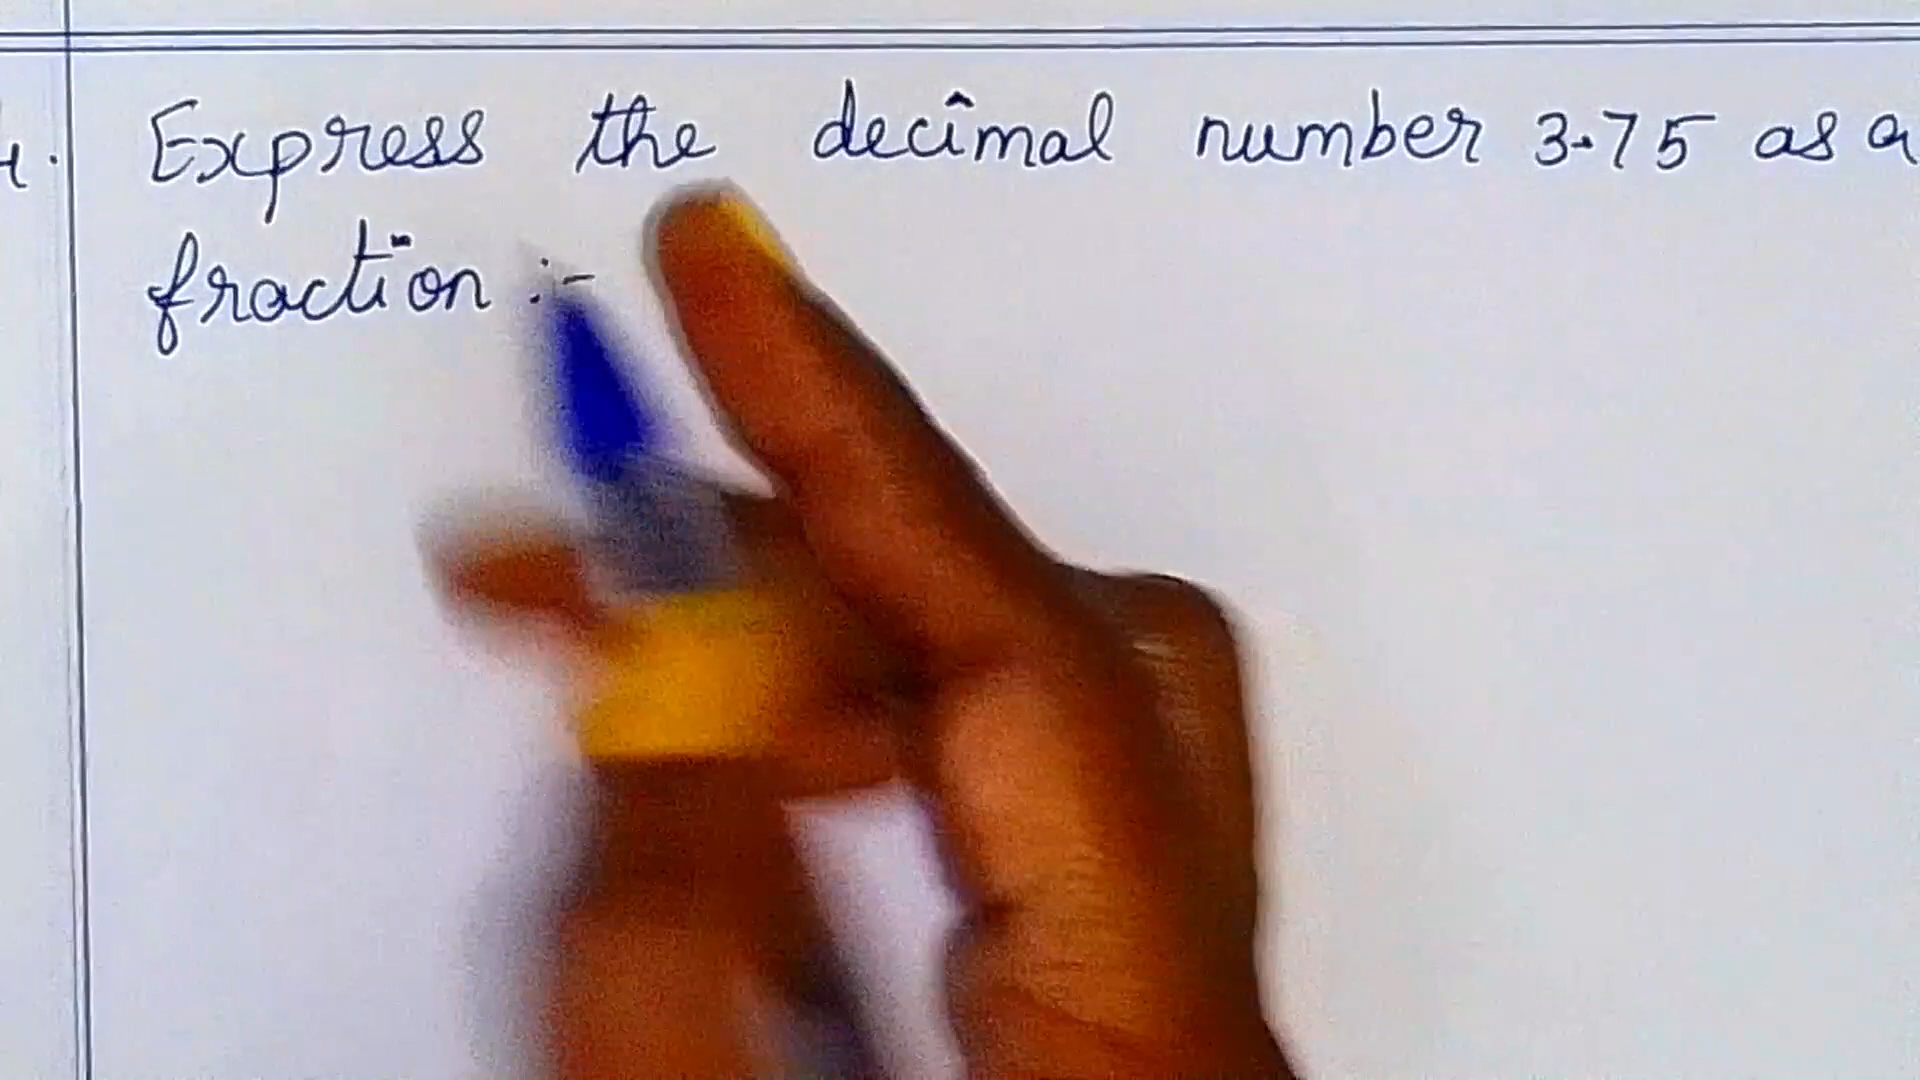 Express the decimal number 3.75 as a
fraction :-